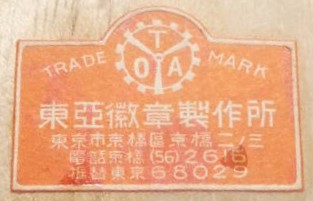 TRADE TOA MARK
東亞徽章製作所
東京市京橋區京橋二ノ三
電話京橋(56)2616
振替東京68029